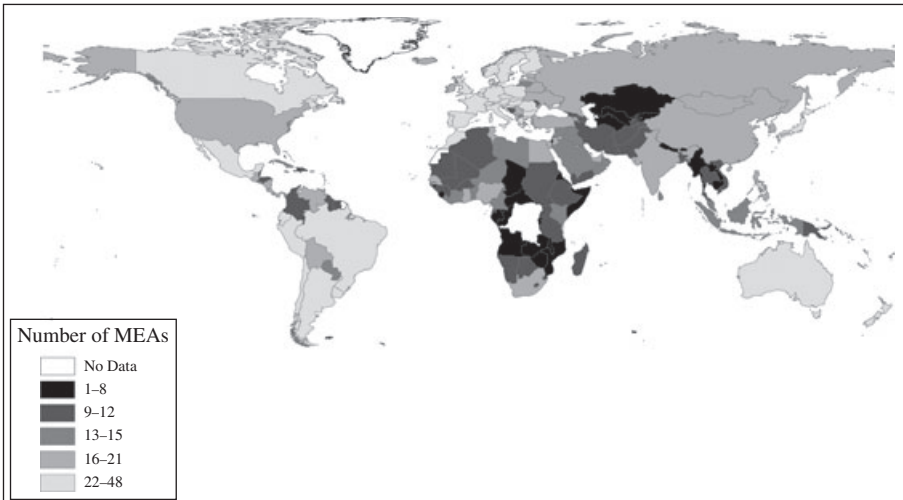 Number of MEAs
No Data
1–8
9–12
13–15
16–21
22–48